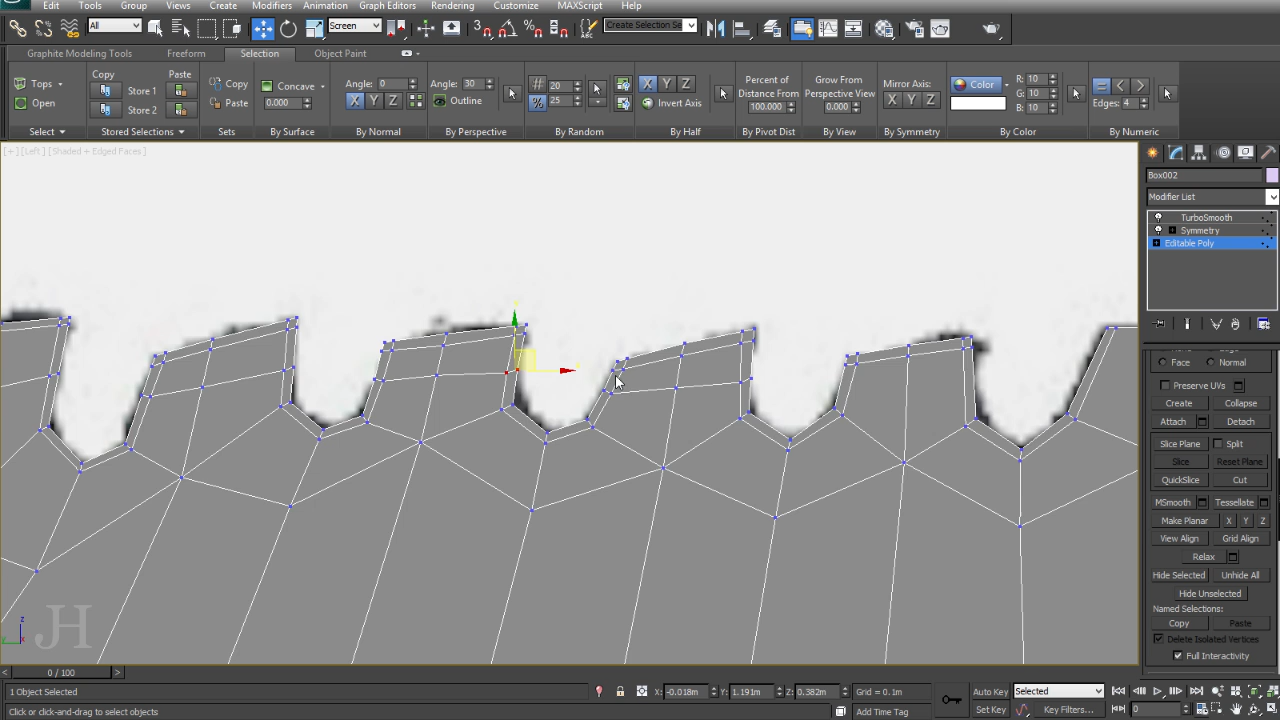 Edit Tools Group Views Create Modifiers Animation Graph Editors Rendering Customize MAXScript Help
All Screen 3 Create Selection Se
Graphite Modeling Tools Freeform Selection Object Paint
Copy Paste Angle: Angle: Percent of Grow From Mirror Axis: R: 10
Tops Store 1 Copy Concave 0 30 # 20 X Y Z Distance From Perspective View X Y Z Color G: 10 Edges: 4
Open Store 2 Paste 0.000 X Y Z Outline % 25 Invert Axis 100.000 0.000 B: 10
Select Stored Selections Sets By Surface By Normal By Perspective By Random By Half By Pivot Dist By View By Symmetry By Color By Numeric
[+] [Left] [Shaded + Edged Faces]
Box002
Modifier List
TurboSmooth
Symmetry
Editable Poly
Edge Normal
Preserve UVs
Create Collapse
Attach Detach
Slice Plane Split
Slice Reset Plane
QuickSlice Cut
MSmooth Tessellate
Make Planar X Y Z
View Align Grid Align
Relax
Hide Selected Unhide All
Hide Unselected
Named Selections:
Copy Paste
Delete Isolated Vertices
Full Interactivity
z
y x
JH
< 0 / 100 >
1 Object Selected X: -0.018m Y: 1.191m Z: 0.382m Grid = 0.1m Auto Key Selected
Click or click-and-drag to select objects Add Time Tag Set Key Key Filters... 0